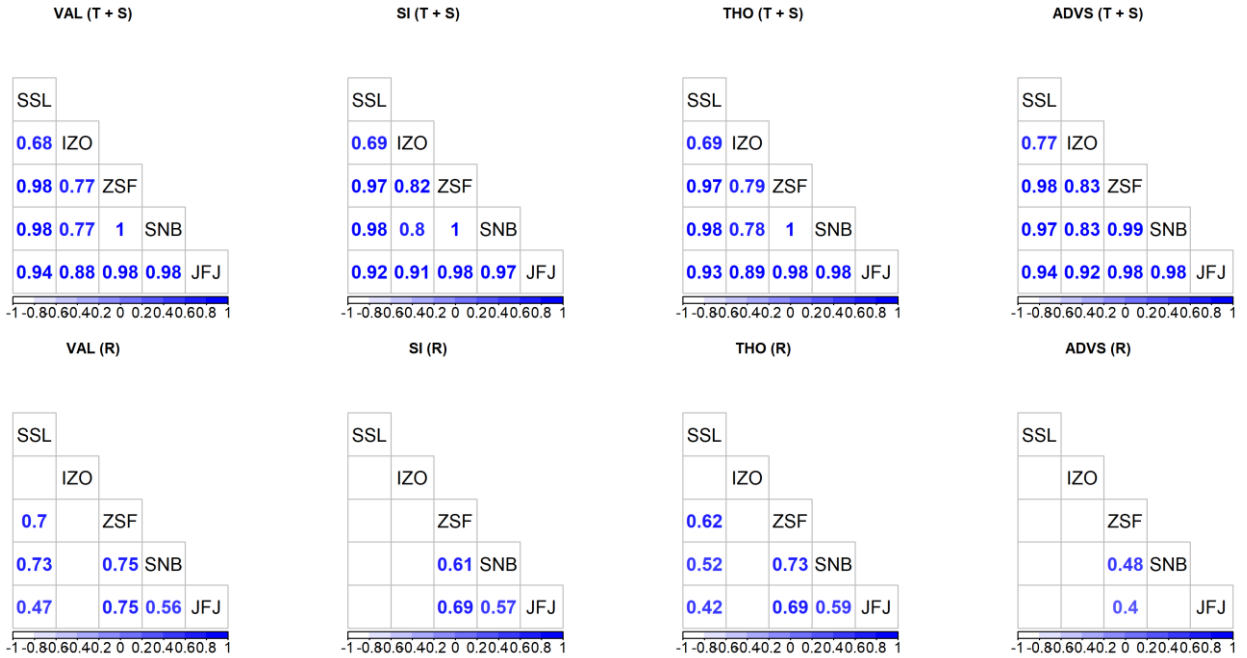 VAL (T + S) SI (T + S) THO (T + S) ADVS (T + S)
SSL SSL SSL SSL
0.68 IZO 0.69 IZO 0.69 IZO 0.77 IZO
0.98 0.77 ZSF 0.97 0.82 ZSF 0.97 0.79 ZSF 0.98 0.83 ZSF
0.98 0.77 1 SNB 0.98 0.8 1 SNB 0.98 0.78 1 SNB 0.97 0.83 0.99 SNB
0.94 0.88 0.98 0.98 JFJ 0.92 0.91 0.98 0.97 JFJ 0.93 0.89 0.98 0.98 JFJ 0.94 0.92 0.98 0.98 JFJ
-1 -0.8 -0.6 -0.4 -0.2 0 0.2 0.4 0.6 0.8 1 -1 -0.8 -0.6 -0.4 -0.2 0 0.2 0.4 0.6 0.8 1 -1 -0.8 -0.6 -0.4 -0.2 0 0.2 0.4 0.6 0.8 1 -1 -0.8 -0.6 -0.4 -0.2 0 0.2 0.4 0.6 0.8 1
VAL (R) SI (R) THO (R) ADVS (R)
SSL SSL SSL SSL
IZO IZO IZO IZO
0.7 ZSF ZSF 0.62 ZSF ZSF
0.73 0.75 SNB 0.61 SNB 0.52 0.73 SNB 0.48 SNB
0.47 0.75 0.56 JFJ 0.69 0.57 JFJ 0.42 0.69 0.59 JFJ 0.4 JFJ
-1 -0.8 -0.6 -0.4 -0.2 0 0.2 0.4 0.6 0.8 1 -1 -0.8 -0.6 -0.4 -0.2 0 0.2 0.4 0.6 0.8 1 -1 -0.8 -0.6 -0.4 -0.2 0 0.2 0.4 0.6 0.8 1 -1 -0.8 -0.6 -0.4 -0.2 0 0.2 0.4 0.6 0.8 1